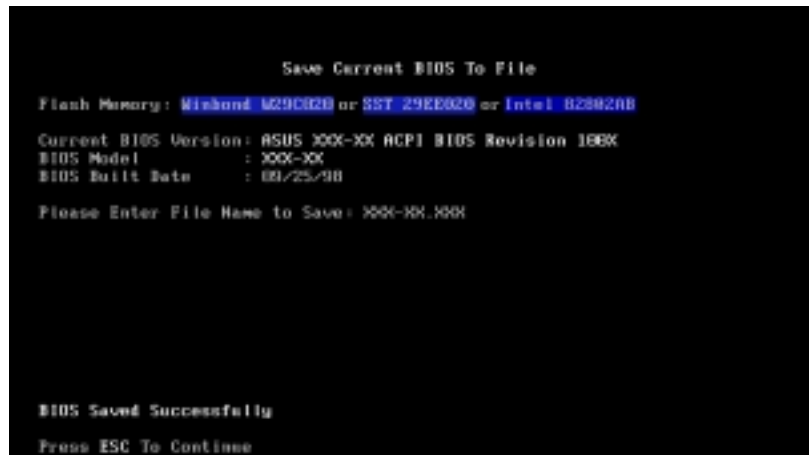 Save Current BIOS To File
Flash Memory: Winbond W29C020 or SST 29EE020 or Intel 82802AB
Current BIOS Version: ASUS XXX-XX ACPI BIOS Revision 100X
BIOS Model : XXX-XX
BIOS Built Date : 09/25/98
Please Enter File Name to Save: XXX-XX.XXX
BIOS Saved Successfully
Press ESC To Continue